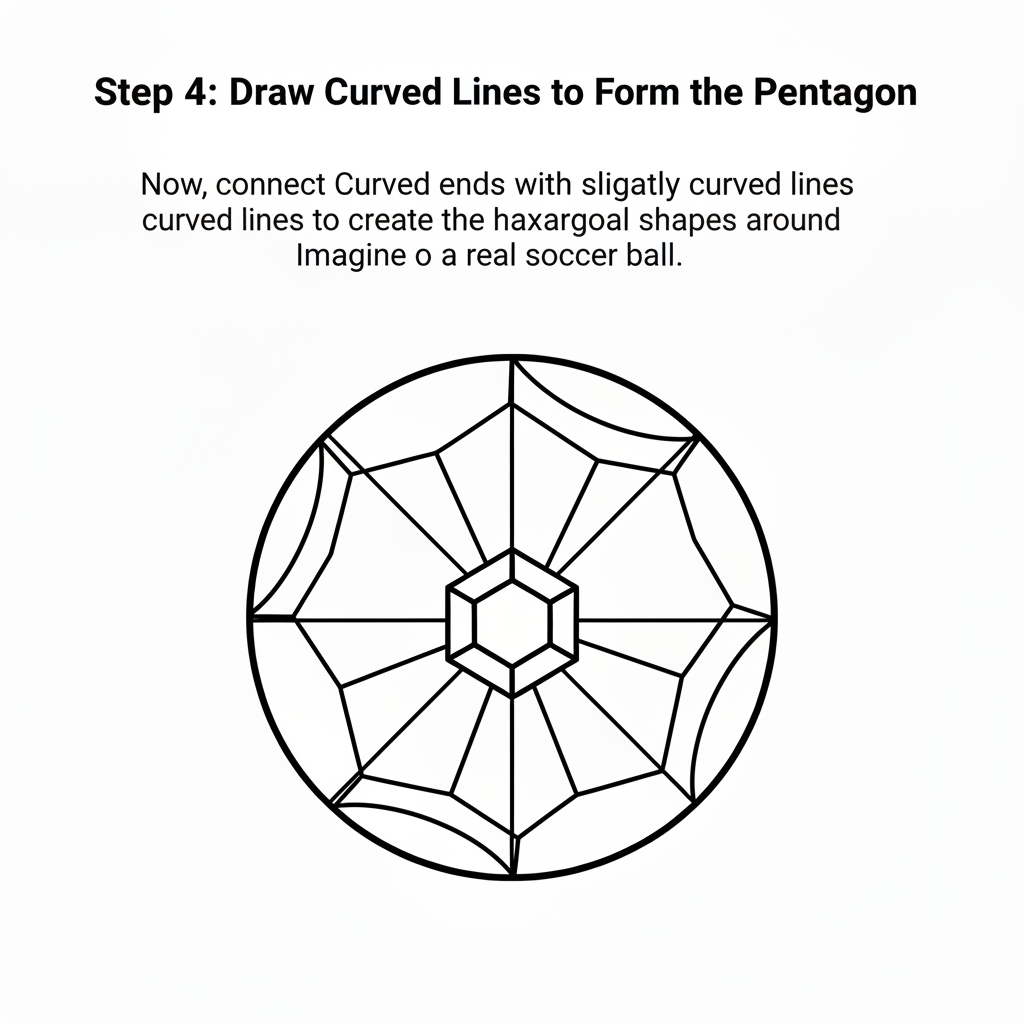 Step 4: Draw Curved Lines to Form the Pentagon
Now, connect Curved ends with sligatly curved lines
curved lines to create the haxargoal shapes around
Imagine o a real soccer ball.